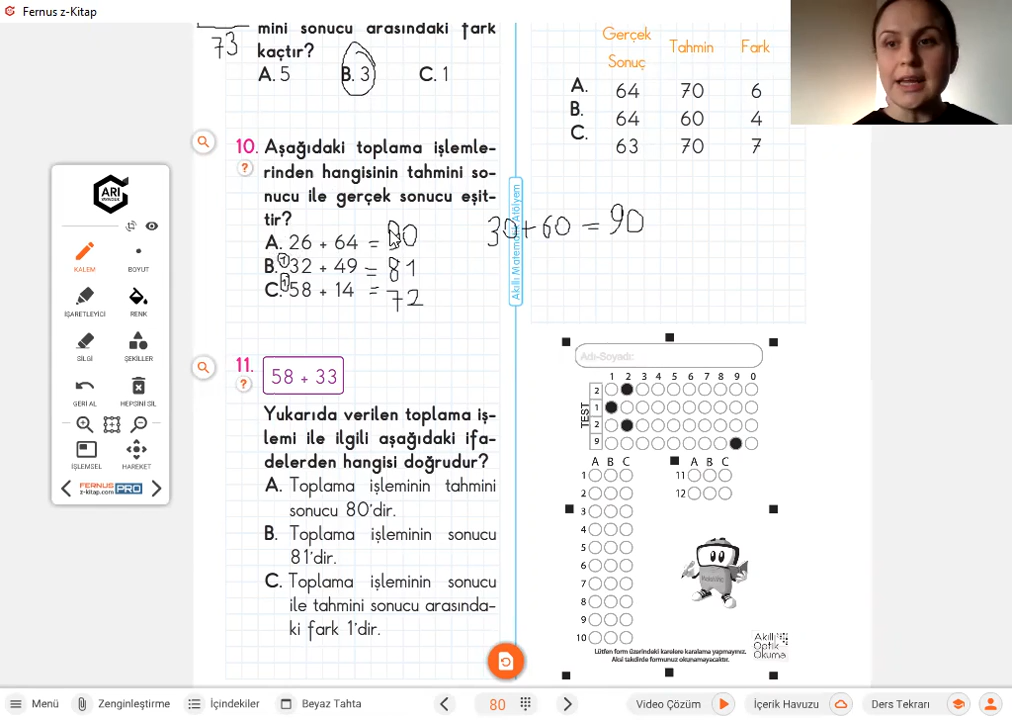 Fernus z-Kitap
73
mini sonucu arasındaki fark
kaçtır?
A. 5 B. 3 C. 1
Gerçek Sonuç Tahmin Fark
A. 64 70 6
B. 64 60 4
C. 63 70 7
10. Aşağıdaki toplama işlemle-
rinden hangisinin tahmini so-
nucu ile gerçek sonucu eşit-
tir?
A. 26 + 64 = 90
B. 32 + 49 = 81
C. 58 + 14 = 72
30+60 = 90
Akıllı Matematik Atölyem
11. 58 + 33
Yukarıda verilen toplama iş-
lemi ile ilgili aşağıdaki ifa-
delerden hangisi doğrudur?
A. Toplama işleminin tahmini
sonucu 80'dir.
B. Toplama işleminin sonucu
81'dir.
C. Toplama işleminin sonucu
ile tahmini sonucu arasında-
ki fark 1'dir.
ARI
KALEM BOYUT
İŞARETLEYİCİ RENK
SİLGİ ŞEKİLLER
GERİ AL HEPSİNİ SİL
İŞLEMSEL HAREKET
FERNUS z-kitap.com PRO
Adı-Soyadı:
1 2 3 4 5 6 7 8 9 0
TEST
2
1
2
9
A B C
1
2
3
4
5
6
7
8
9
10
A B C
11
12
Akıllı
Optik
Okuma
Lütfen form üzerindeki karelere karalama yapmayınız.
Aksi takdirde formunuz okunamayacaktır.
Menü Zenginleştirme İçindekiler Beyaz Tahta 80 Video Çözüm İçerik Havuzu Ders Tekrarı